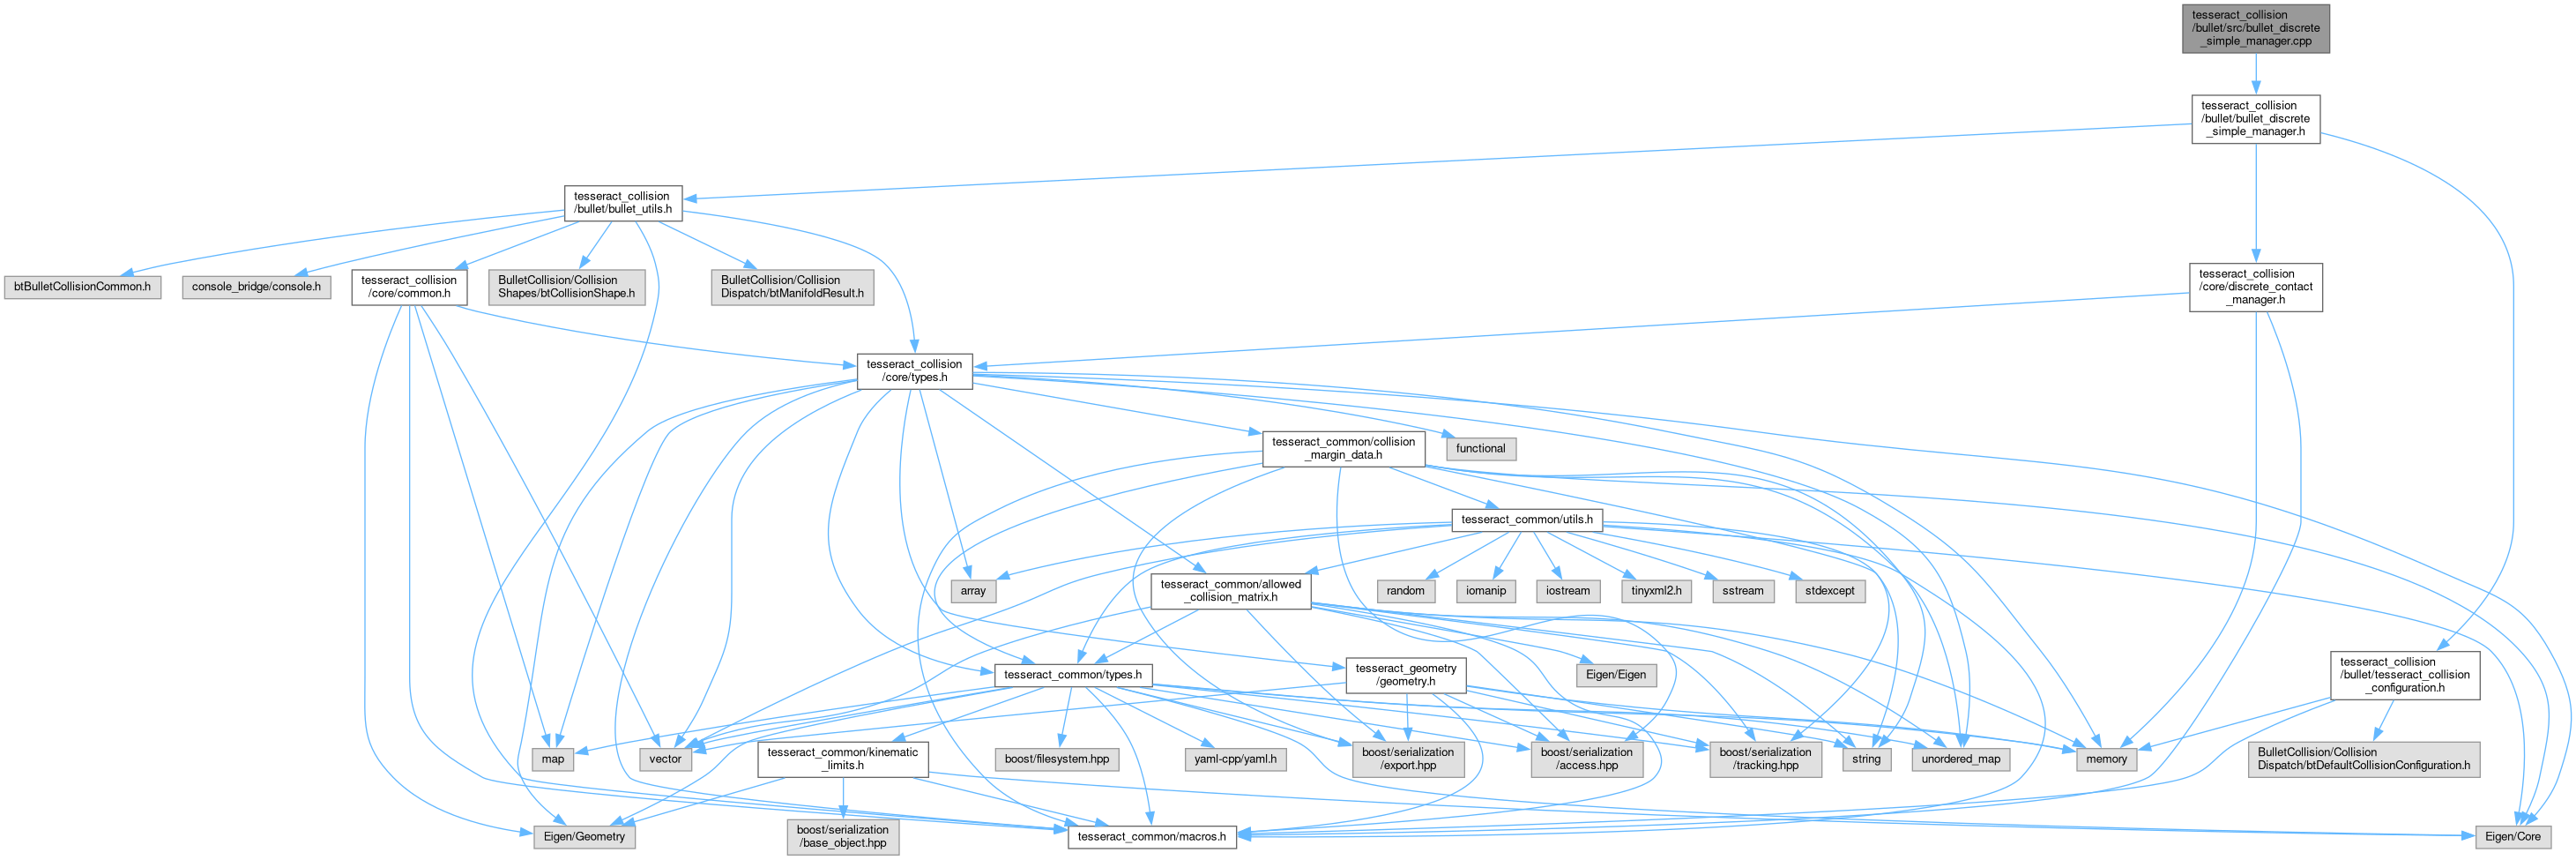 tesseract_collision
/bullet/src/bullet_discrete
_simple_manager.cpp
tesseract_collision
/bullet/bullet_discrete
_simple_manager.h
tesseract_collision
/bullet/bullet_utils.h
btBulletCollisionCommon.h
console_bridge/console.h
tesseract_collision
/core/common.h
BulletCollision/Collision
Shapes/btCollisionShape.h
BulletCollision/Collision
Dispatch/btManifoldResult.h
tesseract_collision
/core/discrete_contact
_manager.h
tesseract_collision
/core/types.h
tesseract_common/collision
_margin_data.h
functional
tesseract_common/utils.h
array
tesseract_common/allowed
_collision_matrix.h
random
iomanip
iostream
tinyxml2.h
sstream
stdexcept
tesseract_common/types.h
tesseract_geometry
/geometry.h
Eigen/Eigen
tesseract_collision
/bullet/tesseract_collision
_configuration.h
map
vector
tesseract_common/kinematic
_limits.h
boost/filesystem.hpp
yaml-cpp/yaml.h
boost/serialization
/export.hpp
boost/serialization
/access.hpp
boost/serialization
/tracking.hpp
string
unordered_map
memory
BulletCollision/Collision
Dispatch/btDefaultCollisionConfiguration.h
Eigen/Geometry
boost/serialization
/base_object.hpp
tesseract_common/macros.h
Eigen/Core